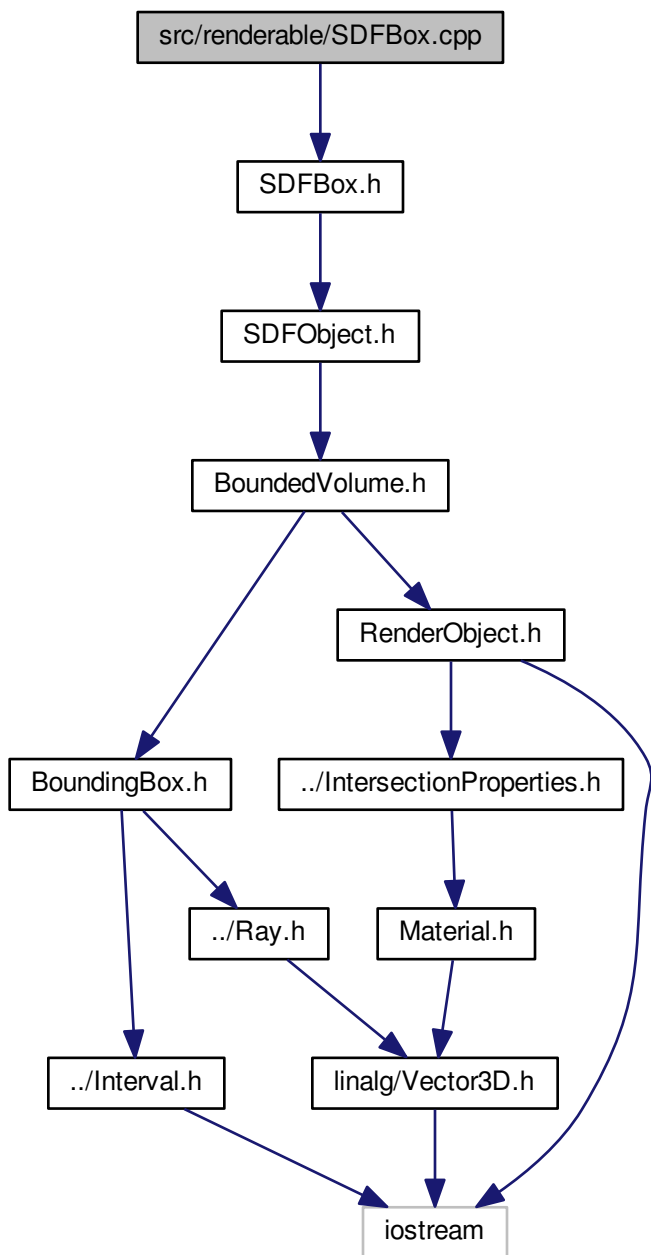 src/renderable/SDFBox.cpp
SDFBox.h
SDFObject.h
BoundedVolume.h
RenderObject.h
BoundingBox.h
../IntersectionProperties.h
../Ray.h
Material.h
../Interval.h
linalg/Vector3D.h
iostream